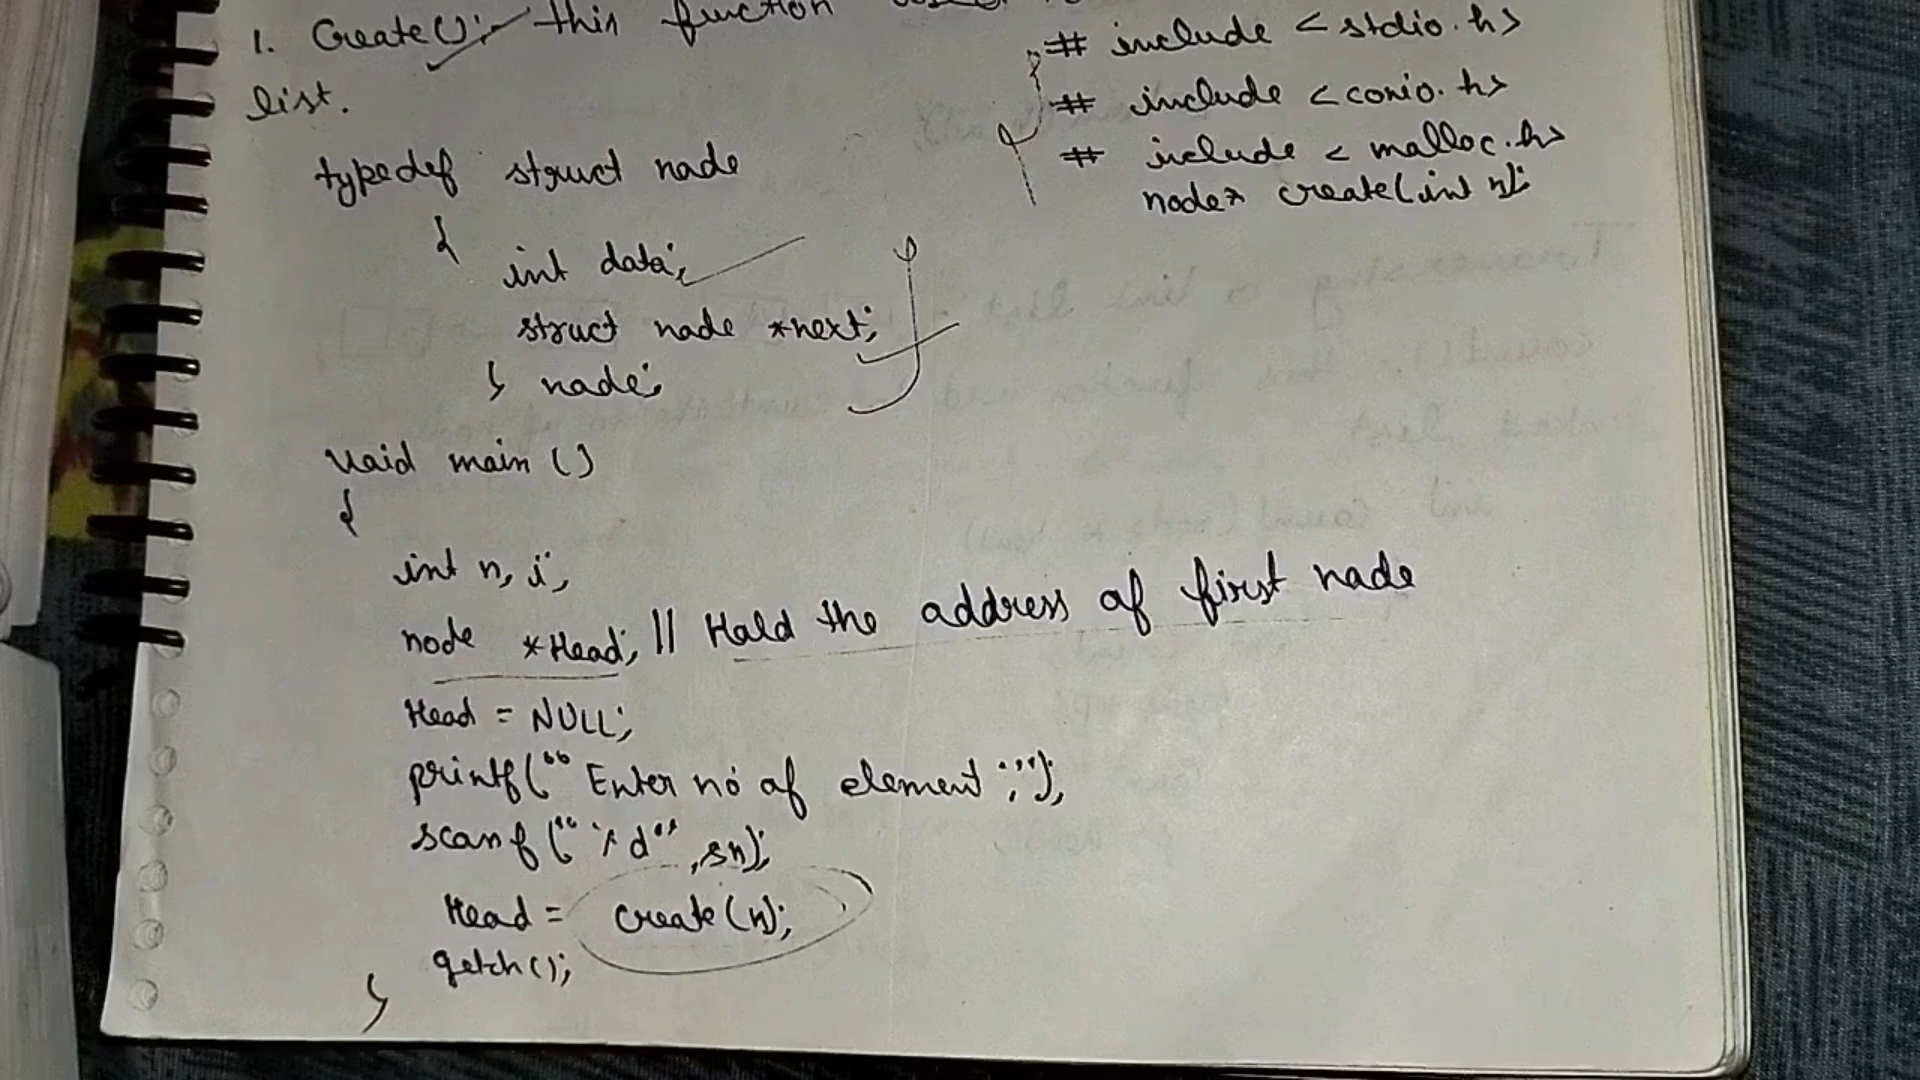 1. Create():- this function
list.
# include <stdio.h>
# include <conio.h>
# include <malloc.h>
node* create(int n);
typedef struct node
{
int data;
struct node *next;
} node;
void main ()
{
int n, i;
node *Head; // Hold the address of first node
Head = NULL;
printf("Enter no of element :");
scanf("%d", &n);
Head = create(n);
getch();
}